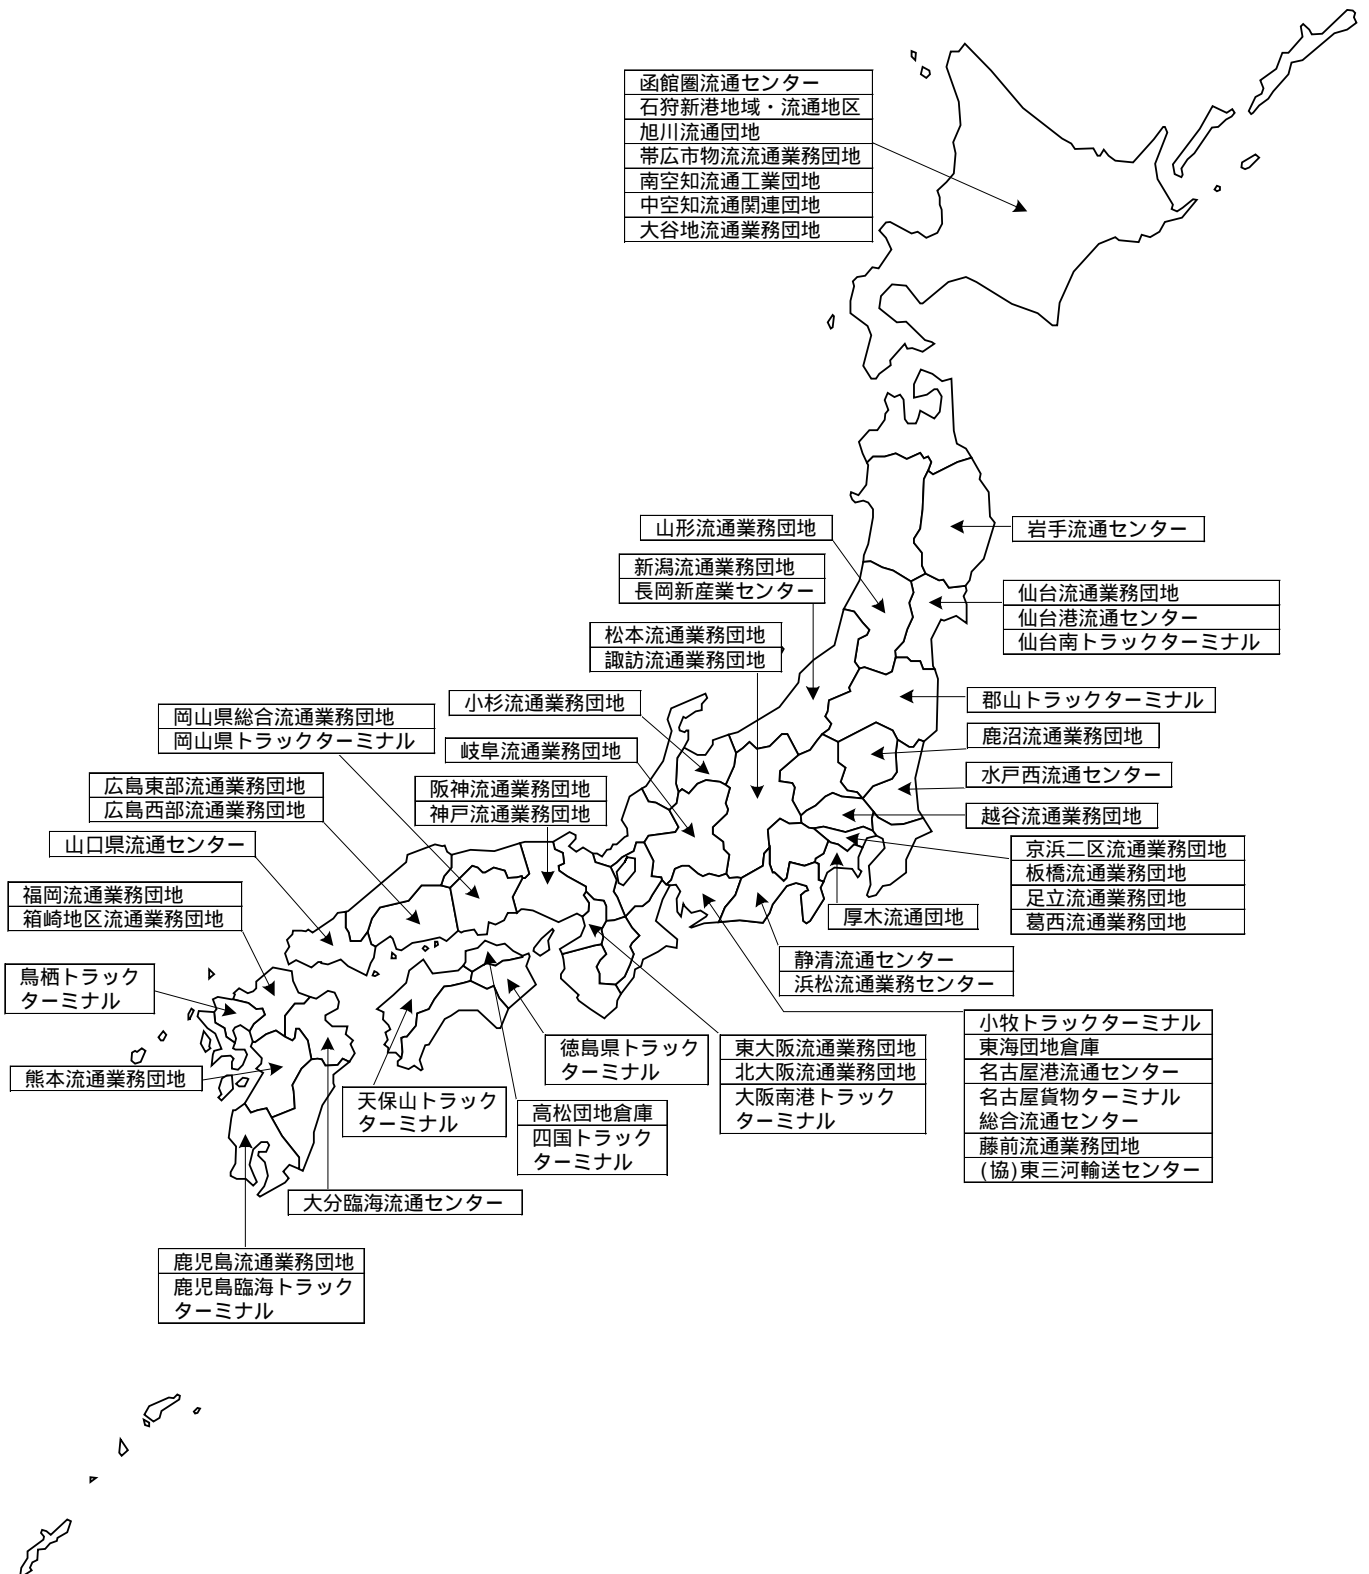 函館圏流通センター
石狩新港地域・流通地区
旭川流通団地
帯広市物流流通業務団地
南空知流通工業団地
中空知流通関連団地
大谷地流通業務団地
山形流通業務団地
岩手流通センター
新潟流通業務団地
長岡新産業センター
仙台流通業務団地
仙台港流通センター
仙台南トラックターミナル
松本流通業務団地
諏訪流通業務団地
小杉流通業務団地
郡山トラックターミナル
岡山県総合流通業務団地
岡山県トラックターミナル
岐阜流通業務団地
鹿沼流通業務団地
広島東部流通業務団地
広島西部流通業務団地
阪神流通業務団地
神戸流通業務団地
水戸西流通センター
越谷流通業務団地
山口県流通センター
京浜二区流通業務団地
板橋流通業務団地
足立流通業務団地
葛西流通業務団地
福岡流通業務団地
箱崎地区流通業務団地
厚木流通団地
静清流通センター
浜松流通業務センター
鳥栖トラック
ターミナル
小牧トラックターミナル
東海団地倉庫
名古屋港流通センター
名古屋貨物ターミナル
総合流通センター
藤前流通業務団地
(協)東三河輸送センター
徳島県トラック
ターミナル
東大阪流通業務団地
北大阪流通業務団地
大阪南港トラック
ターミナル
熊本流通業務団地
天保山トラック
ターミナル
高松団地倉庫
四国トラック
ターミナル
大分臨海流通センター
鹿児島流通業務団地
鹿児島臨海トラック
ターミナル